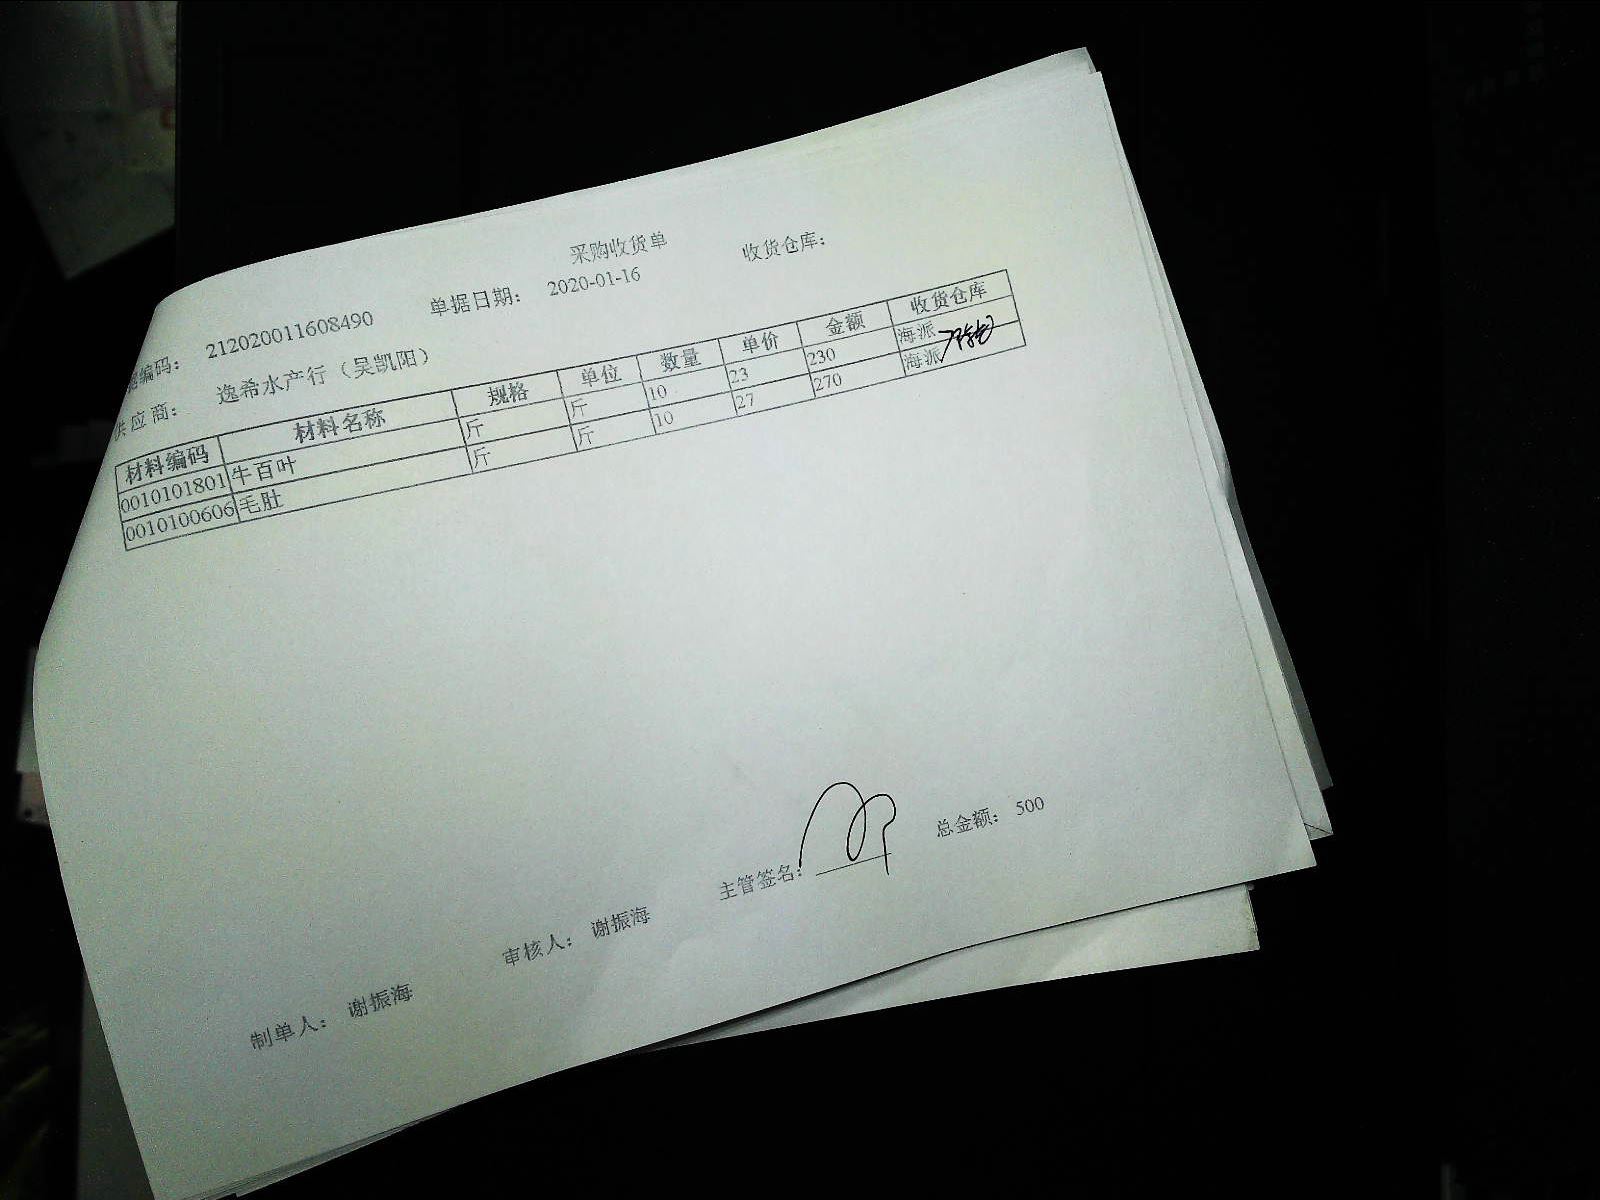 采购收货单
编码： 212020011608490 单据日期： 2020-01-16 收货仓库：
供应商： 逸希水产行（吴凯阳）
材料编码 材料名称 规格 单位 数量 单价 金额 收货仓库
0010101801 牛百叶 斤 斤 10 23 230 海派
0010100606 毛肚 斤 斤 10 27 270 海派
制单人： 谢振海 审核人： 谢振海 主管签名： 总金额： 500